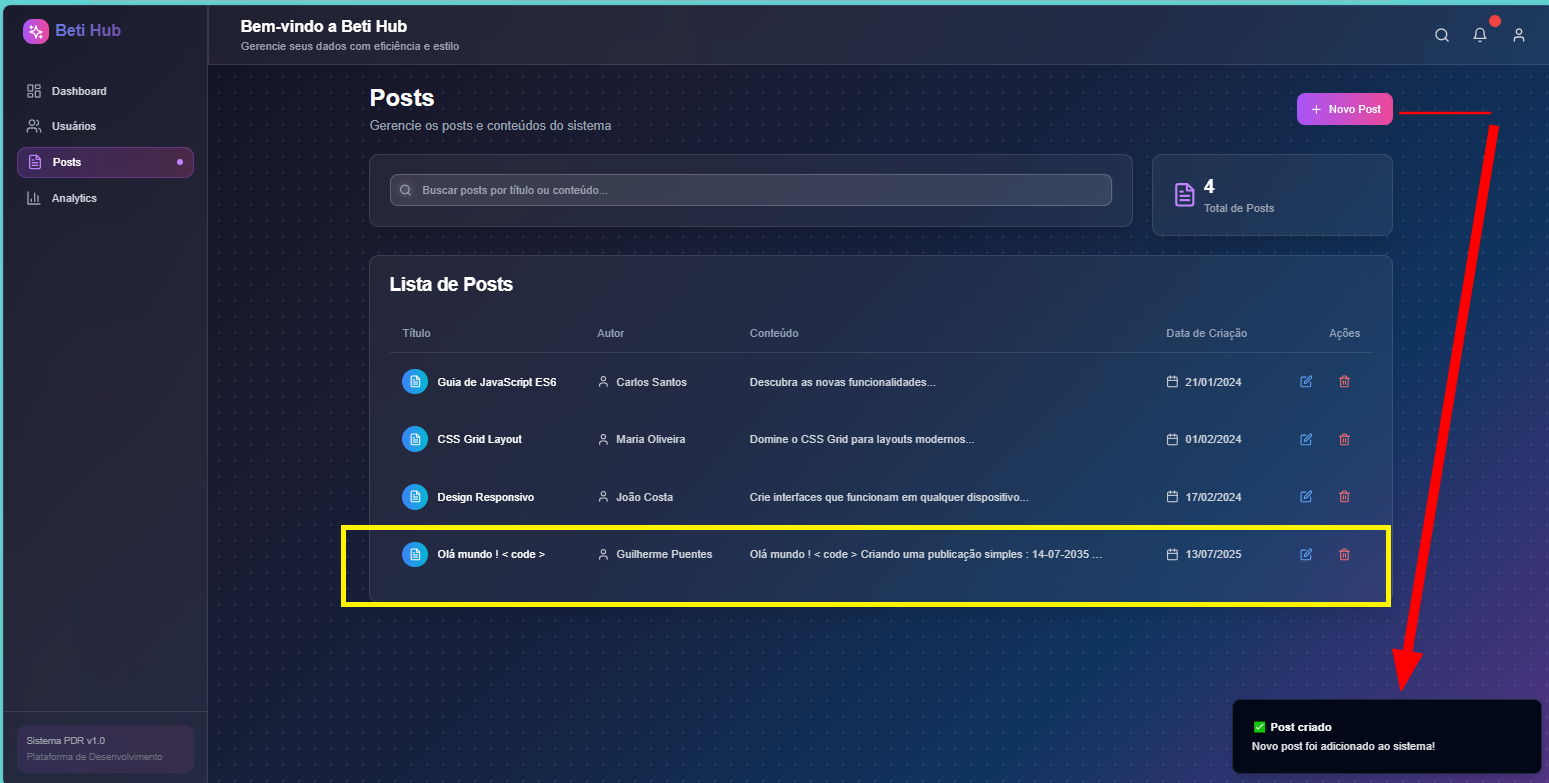 Beti Hub
Bem-vindo a Beti Hub
Gerencie seus dados com eficiência e estilo
Dashboard
Usuários
Posts
Analytics
Posts
Gerencie os posts e conteúdos do sistema
+ Novo Post
Buscar posts por título ou conteúdo...
4
Total de Posts
Lista de Posts
Título Autor Conteúdo Data de Criação Ações
Guia de JavaScript ES6 Carlos Santos Descubra as novas funcionalidades... 21/01/2024
CSS Grid Layout Maria Oliveira Domine o CSS Grid para layouts modernos... 01/02/2024
Design Responsivo João Costa Crie interfaces que funcionam em qualquer dispositivo... 17/02/2024
Olá mundo ! < code > Guilherme Puentes Olá mundo ! < code > Criando uma publicação simples : 14-07-2035 ... 13/07/2025
Sistema PDR v1.0
Plataforma de Desenvolvimento
✅ Post criado
Novo post foi adicionado ao sistema!